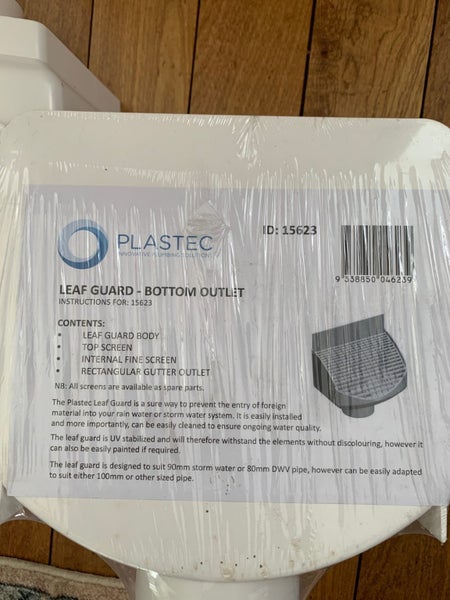 PLASTEC
INNOVATIVE PLUMBING SOLUTIONS
ID: 15623
9 338850 046239
LEAF GUARD - BOTTOM OUTLET
INSTRUCTIONS FOR: 15623
CONTENTS:
• LEAF GUARD BODY
• TOP SCREEN
• INTERNAL FINE SCREEN
• RECTANGULAR GUTTER OUTLET
NB: All screens are available as spare parts.
The Plastec Leaf Guard is a sure way to prevent the entry of foreign
material into your rain water or storm water system. It is easily installed
and more importantly, can be easily cleaned to ensure ongoing water quality.
The leaf guard is UV stabilized and will therefore withstand the elements without discolouring, however it
can also be easily painted if required.
The leaf guard is designed to suit 90mm storm water or 80mm DWV pipe, however can be easily adapted
to suit either 100mm or other sized pipe.